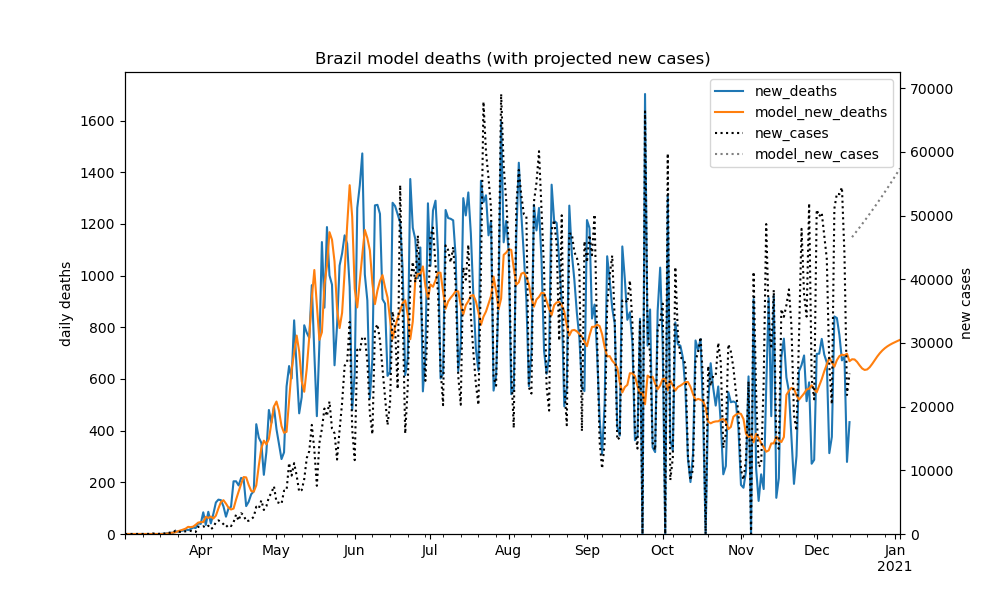 Brazil model deaths (with projected new cases)
new_deaths
model_new_deaths
new_cases
model_new_cases
daily deaths
1600
1400
1200
1000
800
600
400
200
0
new cases
70000
60000
50000
40000
30000
20000
10000
0
Apr May Jun Jul Aug Sep Oct Nov Dec Jan
2021